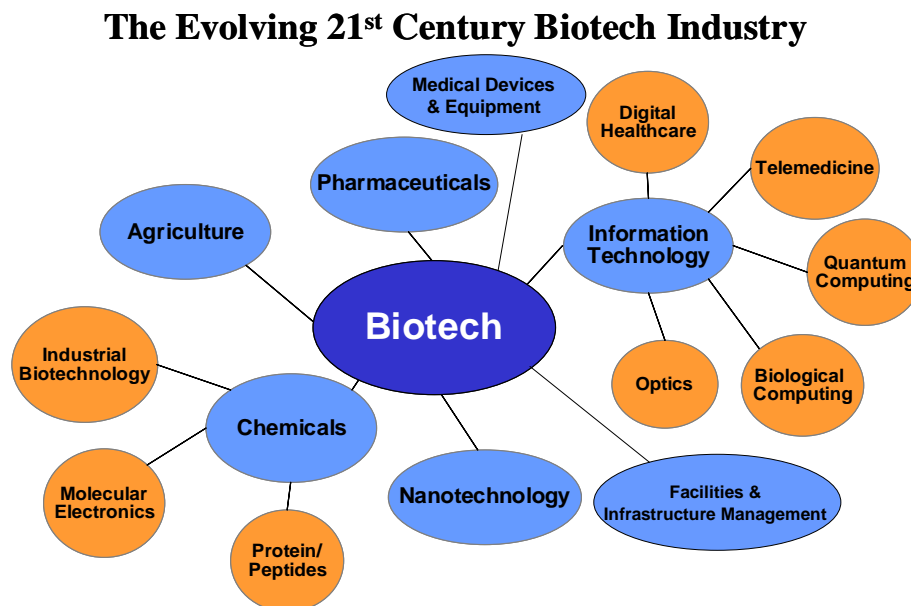 The Evolving 21st Century Biotech Industry
Medical Devices
& Equipment
Digital
Healthcare
Pharmaceuticals
Telemedicine
Agriculture
Information
Technology
Quantum
Computing
Biotech
Industrial
Biotechnology
Optics
Biological
Computing
Chemicals
Molecular
Electronics
Nanotechnology
Facilities &
Infrastructure Management
Protein/
Peptides